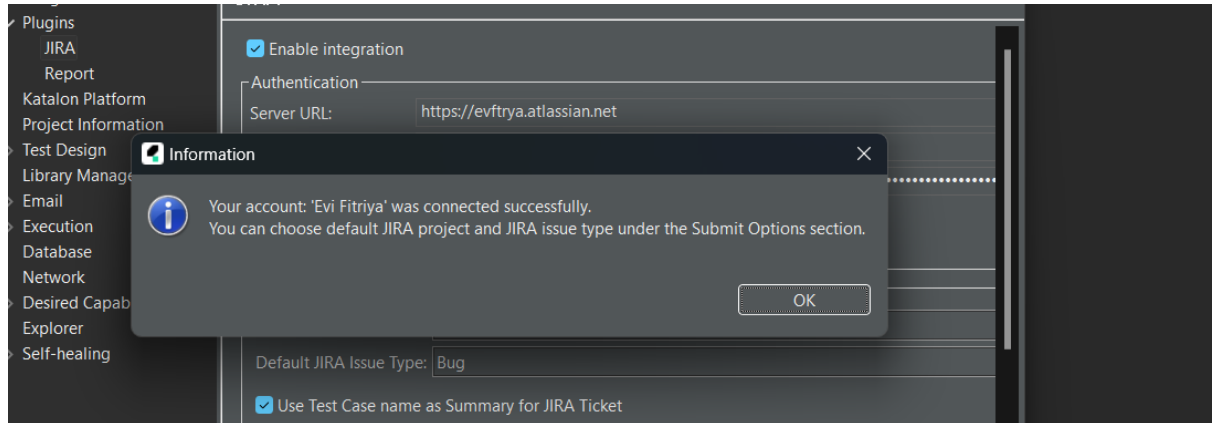 Plugins
JIRA
Report
Katalon Platform
Project Information
Test Design
Library Manage
Email
Execution
Database
Network
Desired Capab
Explorer
Self-healing
Enable integration
Authentication
Server URL: https://evftrya.atlassian.net
Information
Your account: 'Evi Fitriya' was connected successfully.
You can choose default JIRA project and JIRA issue type under the Submit Options section.
OK
Default JIRA Issue Type: Bug
Use Test Case name as Summary for JIRA Ticket